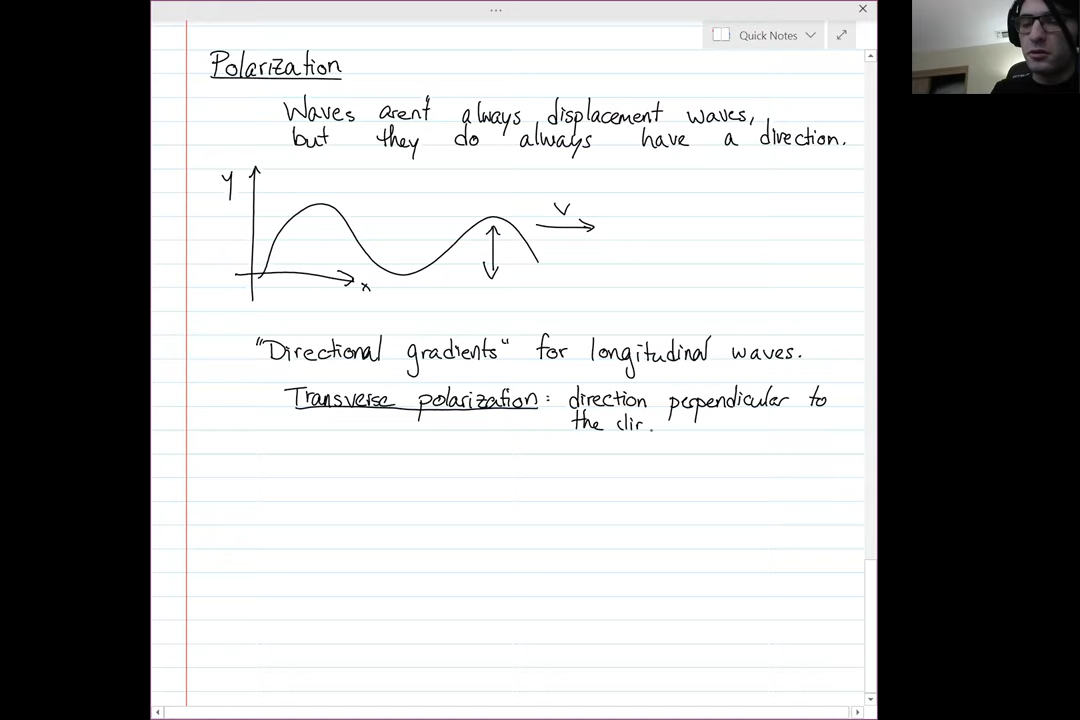 Quick Notes
Polarization
Waves aren't always displacement waves,
but they do always have a direction.
y
v
x
"Directional gradients" for longitudinal waves.
Transverse polarization: direction perpendicular to
the dir.